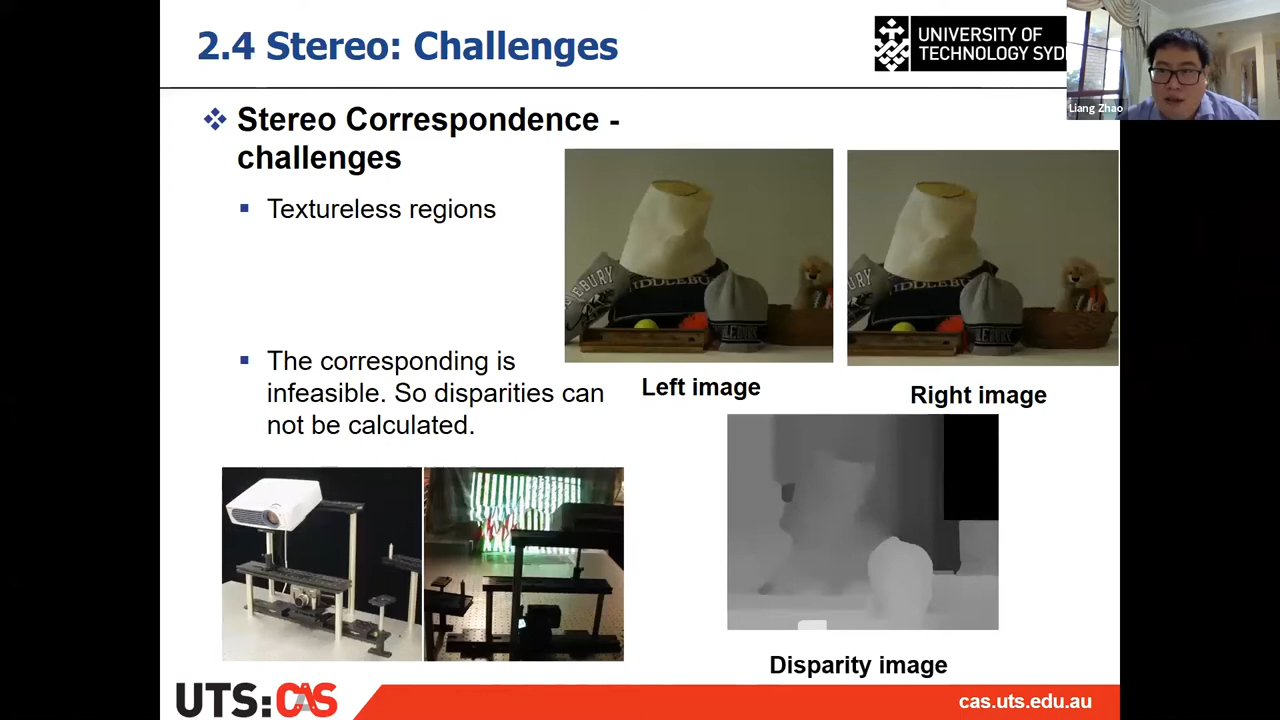 2.4 Stereo: Challenges
UNIVERSITY OF
TECHNOLOGY SYD
Liang Zhao
❖ Stereo Correspondence -
challenges
▪ Textureless regions
▪ The corresponding is
infeasible. So disparities can
not be calculated.
Left image
Right image
Disparity image
UTS:CAS
cas.uts.edu.au